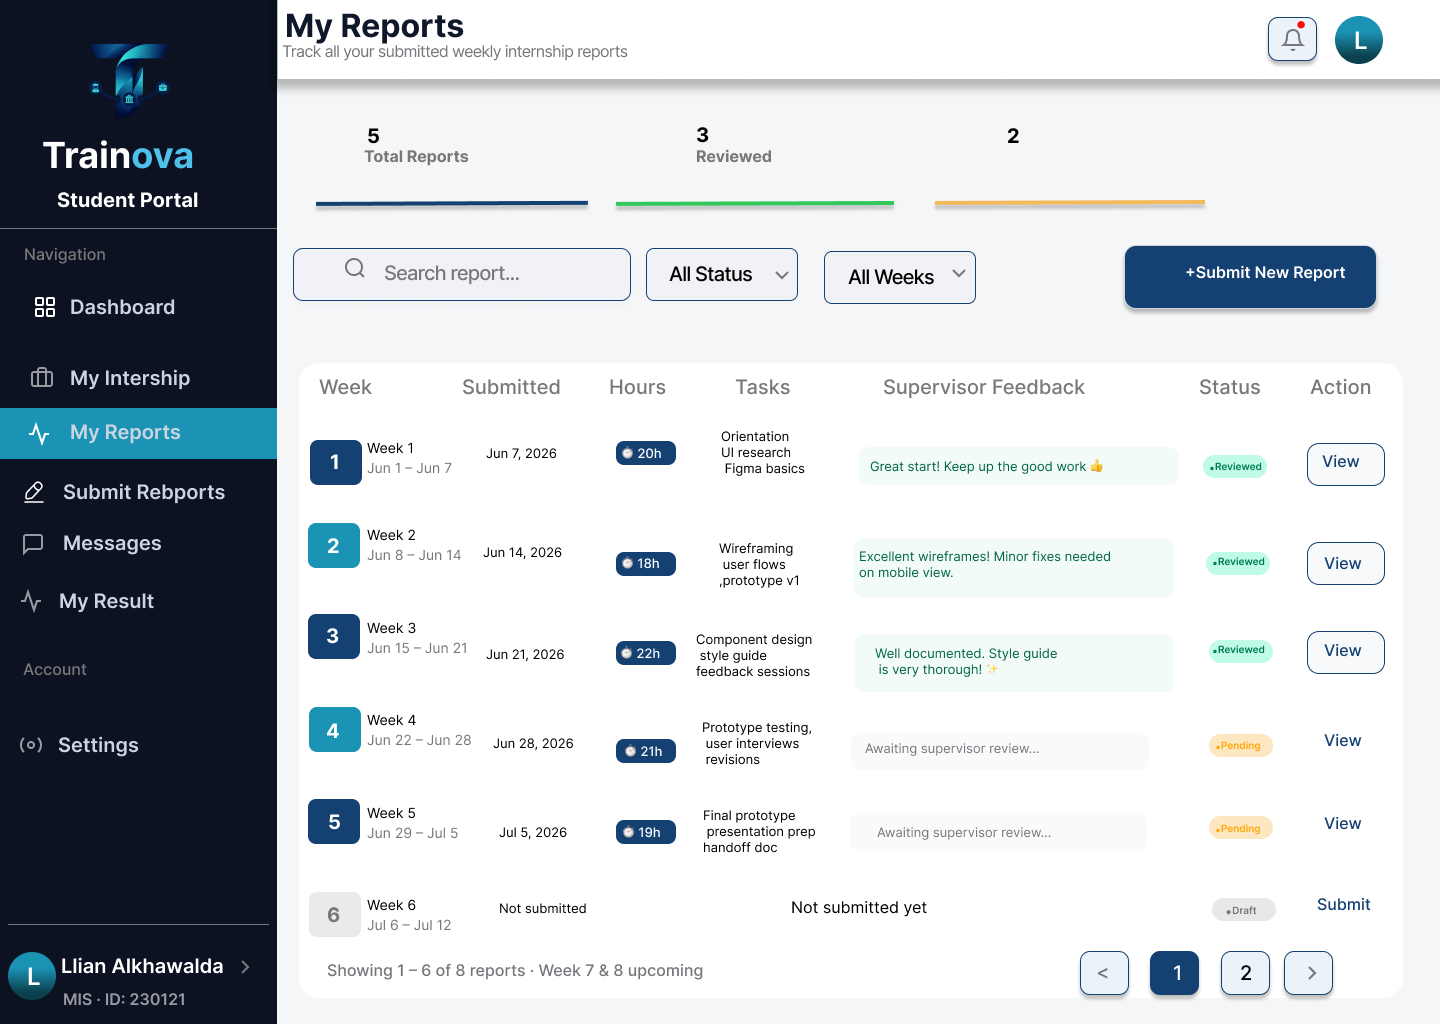 Trainova
Student Portal
Navigation
Dashboard
My Intership
My Reports
Submit Rebports
Messages
My Result
Account
Settings
L
Llian Alkhawalda
MIS · ID: 230121
My Reports
Track all your submitted weekly internship reports
L
5
Total Reports
3
Reviewed
2
Search report...
All Status
All Weeks
+Submit New Report
Week Submitted Hours Tasks Supervisor Feedback Status Action
1
Week 1
Jun 1 – Jun 7
Jun 7, 2026
⏱ 20h
Orientation
UI research
Figma basics
Great start! Keep up the good work 👍
•Reviewed
View
2
Week 2
Jun 8 – Jun 14
Jun 14, 2026
⏱ 18h
Wireframing
user flows
,prototype v1
Excellent wireframes! Minor fixes needed
on mobile view.
•Reviewed
View
3
Week 3
Jun 15 – Jun 21
Jun 21, 2026
⏱ 22h
Component design
style guide
feedback sessions
Well documented. Style guide
is very thorough! ✨
•Reviewed
View
4
Week 4
Jun 22 – Jun 28
Jun 28, 2026
⏱ 21h
Prototype testing,
user interviews
revisions
Awaiting supervisor review...
•Pending
View
5
Week 5
Jun 29 – Jul 5
Jul 5, 2026
⏱ 19h
Final prototype
presentation prep
handoff doc
Awaiting supervisor review...
•Pending
View
6
Week 6
Jul 6 – Jul 12
Not submitted
Not submitted yet
•Draft
Submit
Showing 1 – 6 of 8 reports · Week 7 & 8 upcoming
< 1 2 >